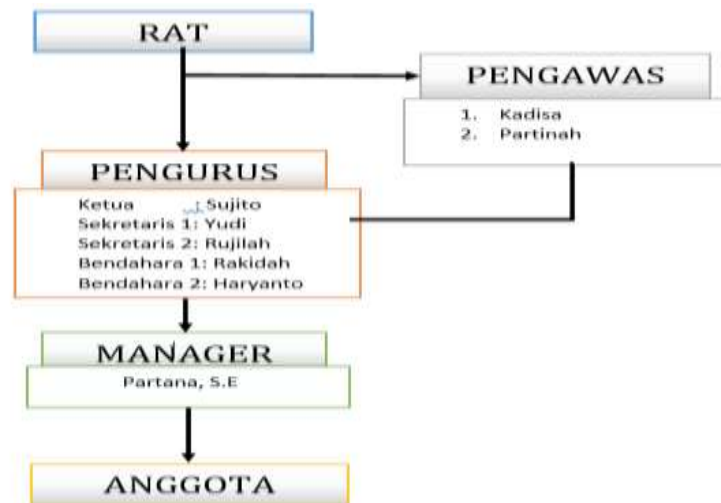 RAT
PENGAWAS
1. Kadisa
2. Partinah
PENGURUS
Ketua : Sujito
Sekretaris 1: Yudi
Sekretaris 2: Rujilah
Bendahara 1: Rakidah
Bendahara 2: Haryanto
MANAGER
Partana, S.E
ANGGOTA